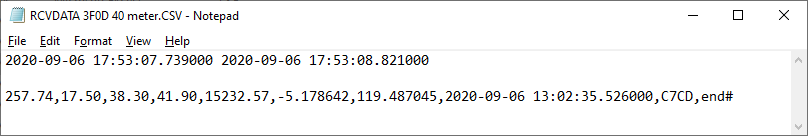 RCVDATA 3F0D 40 meter.CSV - Notepad
File Edit Format View Help
2020-09-06 17:53:07.739000 2020-09-06 17:53:08.821000
257.74,17.50,38.30,41.90,15232.57,-5.178642,119.487045,2020-09-06 13:02:35.526000,C7CD,end#